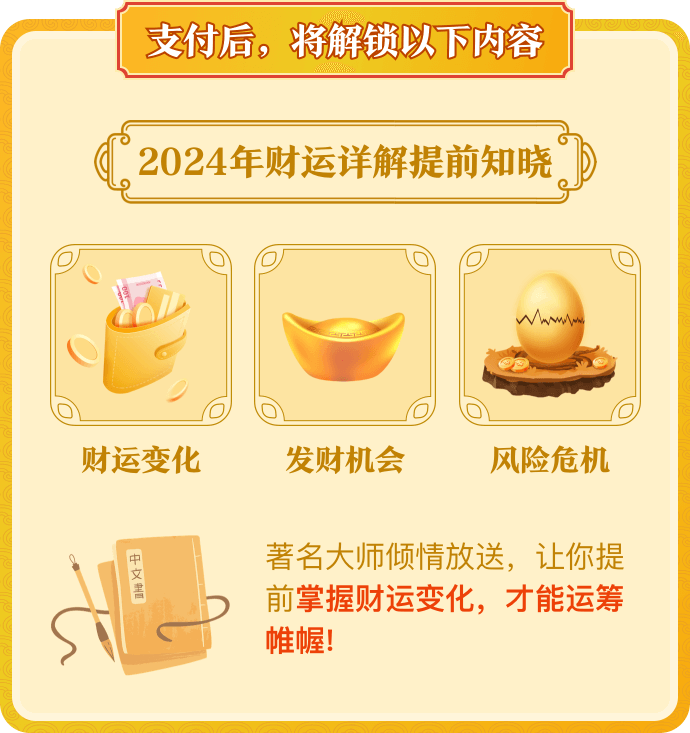 支付后，将解锁以下内容
2024年财运详解提前知晓
财运变化
发财机会
风险危机
中文書
著名大师倾情放送，让你提
前掌握财运变化，才能运筹
帷幄!